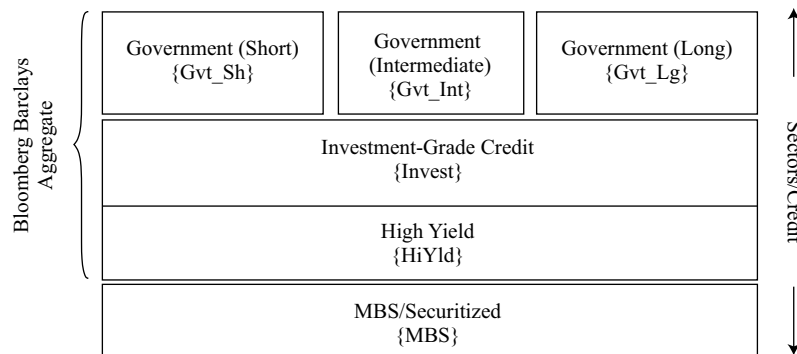 Bloomberg Barclays
Aggregate
Government (Short)
{Gvt_Sh}
Government
(Intermediate)
{Gvt_Int}
Government (Long)
{Gvt_Lg}
Investment-Grade Credit
{Invest}
High Yield
{HiYld}
MBS/Securitized
{MBS}
Sectors/Credit